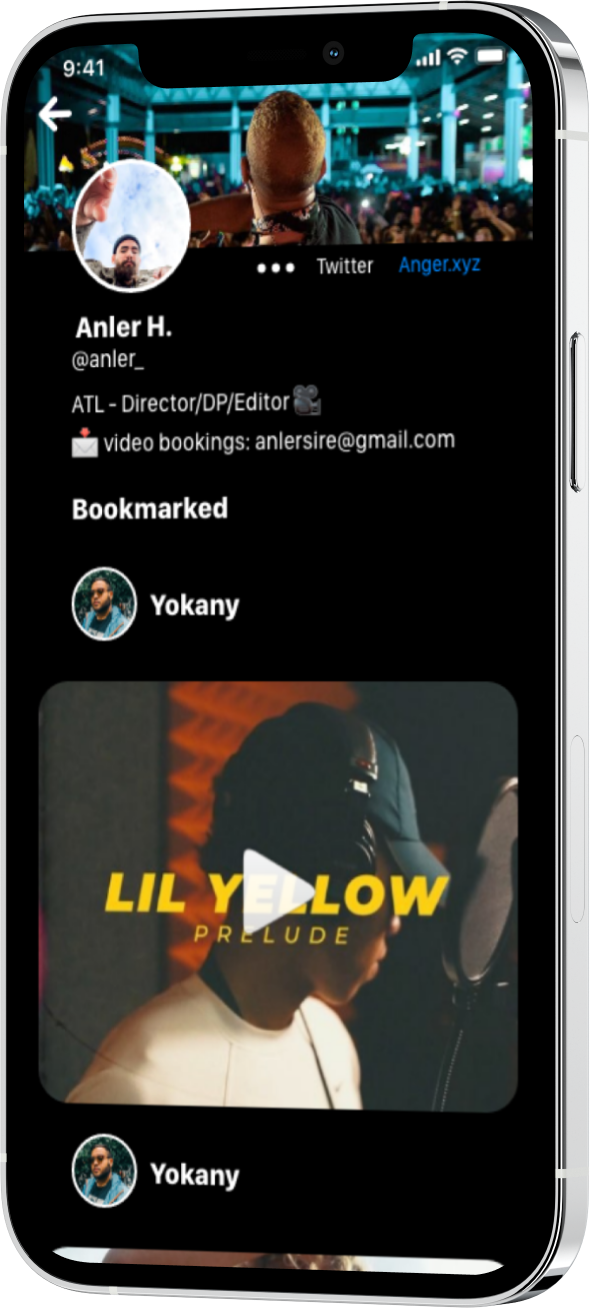 9:41
Twitter Anger.xyz
Anler H.
@anler_
ATL - Director/DP/Editor🎥
📩 video bookings: anlersire@gmail.com
Bookmarked
Yokany
LIL YELLOW
PRELUDE
Yokany